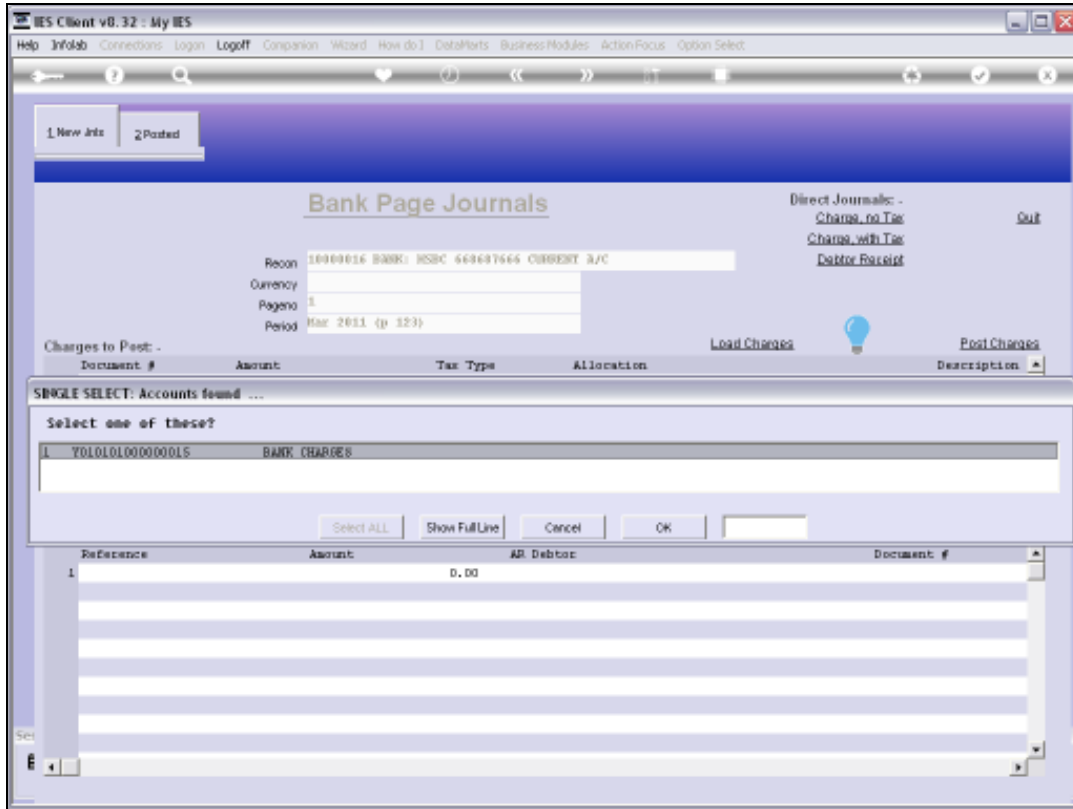 IES Client v8.32 : My IES
Help Infolab Connections Logon Logoff Companion Wizard How do I DataMarts Business Modules Action Focus Option Select
1 New Jnls 2 Posted
Bank Page Journals
Direct Journals: -
Charge, no Tax
Quit
Charge, with Tax
Debtor Receipt
Recon 10000016 BANK: HSBC 660607666 CURRENT A/C
Currency
Pageno 1
Period Mar 2011 (p 123)
Charges to Post: -
Load Charges
Post Charges
Document # Amount Tax Type Allocation Description
SINGLE SELECT: Accounts found ...
Select one of these?
1 Y010101000000015 BANK CHARGES
Select ALL Show Full Line Cancel OK
Reference Amount AR Debtor Document #
1 0.00